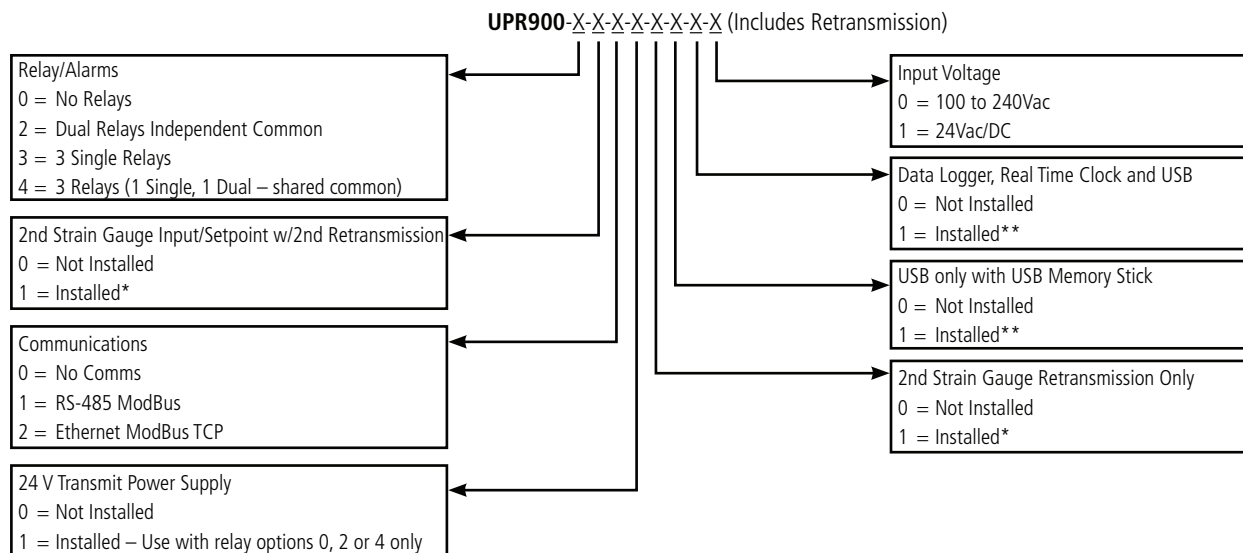 UPR900-X-X-X-X-X-X-X-X (Includes Retransmission)
Relay/Alarms
0 = No Relays
2 = Dual Relays Independent Common
3 = 3 Single Relays
4 = 3 Relays (1 Single, 1 Dual – shared common)
2nd Strain Gauge Input/Setpoint w/2nd Retransmission
0 = Not Installed
1 = Installed*
Communications
0 = No Comms
1 = RS-485 ModBus
2 = Ethernet ModBus TCP
24 V Transmit Power Supply
0 = Not Installed
1 = Installed – Use with relay options 0, 2 or 4 only
Input Voltage
0 = 100 to 240Vac
1 = 24Vac/DC
Data Logger, Real Time Clock and USB
0 = Not Installed
1 = Installed**
USB only with USB Memory Stick
0 = Not Installed
1 = Installed**
2nd Strain Gauge Retransmission Only
0 = Not Installed
1 = Installed*